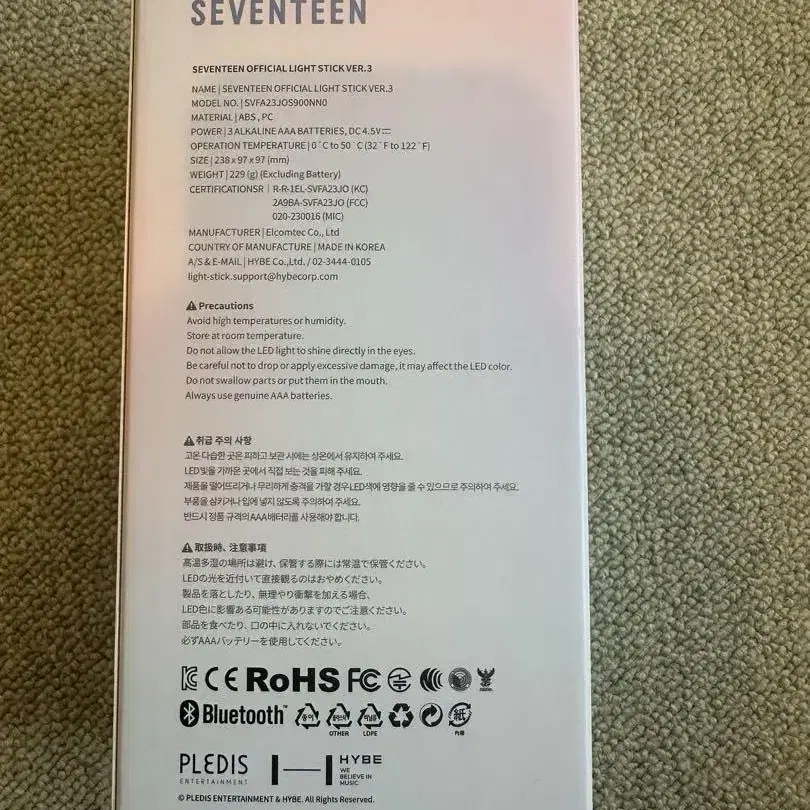 SEVENTEEN
SEVENTEEN OFFICIAL LIGHT STICK VER.3
NAME | SEVENTEEN OFFICIAL LIGHT STICK VER.3
MODEL NO. | SVFA23JOS900NN0
MATERIAL | ABS , PC
POWER | 3 ALKALINE AAA BATTERIES, DC 4.5V⎓
OPERATION TEMPERATURE | 0˚C to 50˚C (32˚F to 122˚F)
SIZE | 238 x 97 x 97 (mm)
WEIGHT | 229 (g) (Excluding Battery)
CERTIFICATIONSR | R-R-1EL-SVFA23JO (KC)
2A9BA-SVFA23JO (FCC)
020-230016 (MIC)
MANUFACTURER | Elcomtec Co., Ltd
COUNTRY OF MANUFACTURE | MADE IN KOREA
A/S & E-MAIL | HYBE Co.,Ltd. / 02-3444-0105
light-stick.support@hybecorp.com
⚠ Precautions
Avoid high temperatures or humidity.
Store at room temperature.
Do not allow the LED light to shine directly in the eyes.
Be careful not to drop or apply excessive damage, it may affect the LED color.
Do not swallow parts or put them in the mouth.
Always use genuine AAA batteries.
⚠ 취급 주의 사항
고온 다습한 곳은 피하고 보관 시에는 상온에서 유지하여 주세요.
LED빛을 가까운 곳에서 직접 보는 것을 피해 주세요.
제품을 떨어뜨리거나 무리하게 충격을 가할 경우 LED색에 영향을 줄 수 있으므로 주의하여 주세요.
부품을 삼키거나 입에 넣지 않도록 주의하여 주세요.
반드시 정품 규격의 AAA배터리를 사용해야 합니다.
⚠ 取扱時、注意事項
高温多湿の場所は避け、保管する際には常温で保管ください。
LEDの光を近付いて直接観るのはおやめください。
製品を落としたり、無理やり衝撃を加える場合、
LED色に影響ある可能性がありますのでご注意ください。
部品を食べたり、口の中に入れないでください。
必ずAAAバッテリーを使用してください。
CE RoHS FC
Bluetooth™ 종이 OTHER LDPE 紙
PLEDIS
ENTERTAINMENT
HYBE
WE
BELIEVE IN
MUSIC
© PLEDIS ENTERTAINMENT & HYBE. All Rights Reserved.